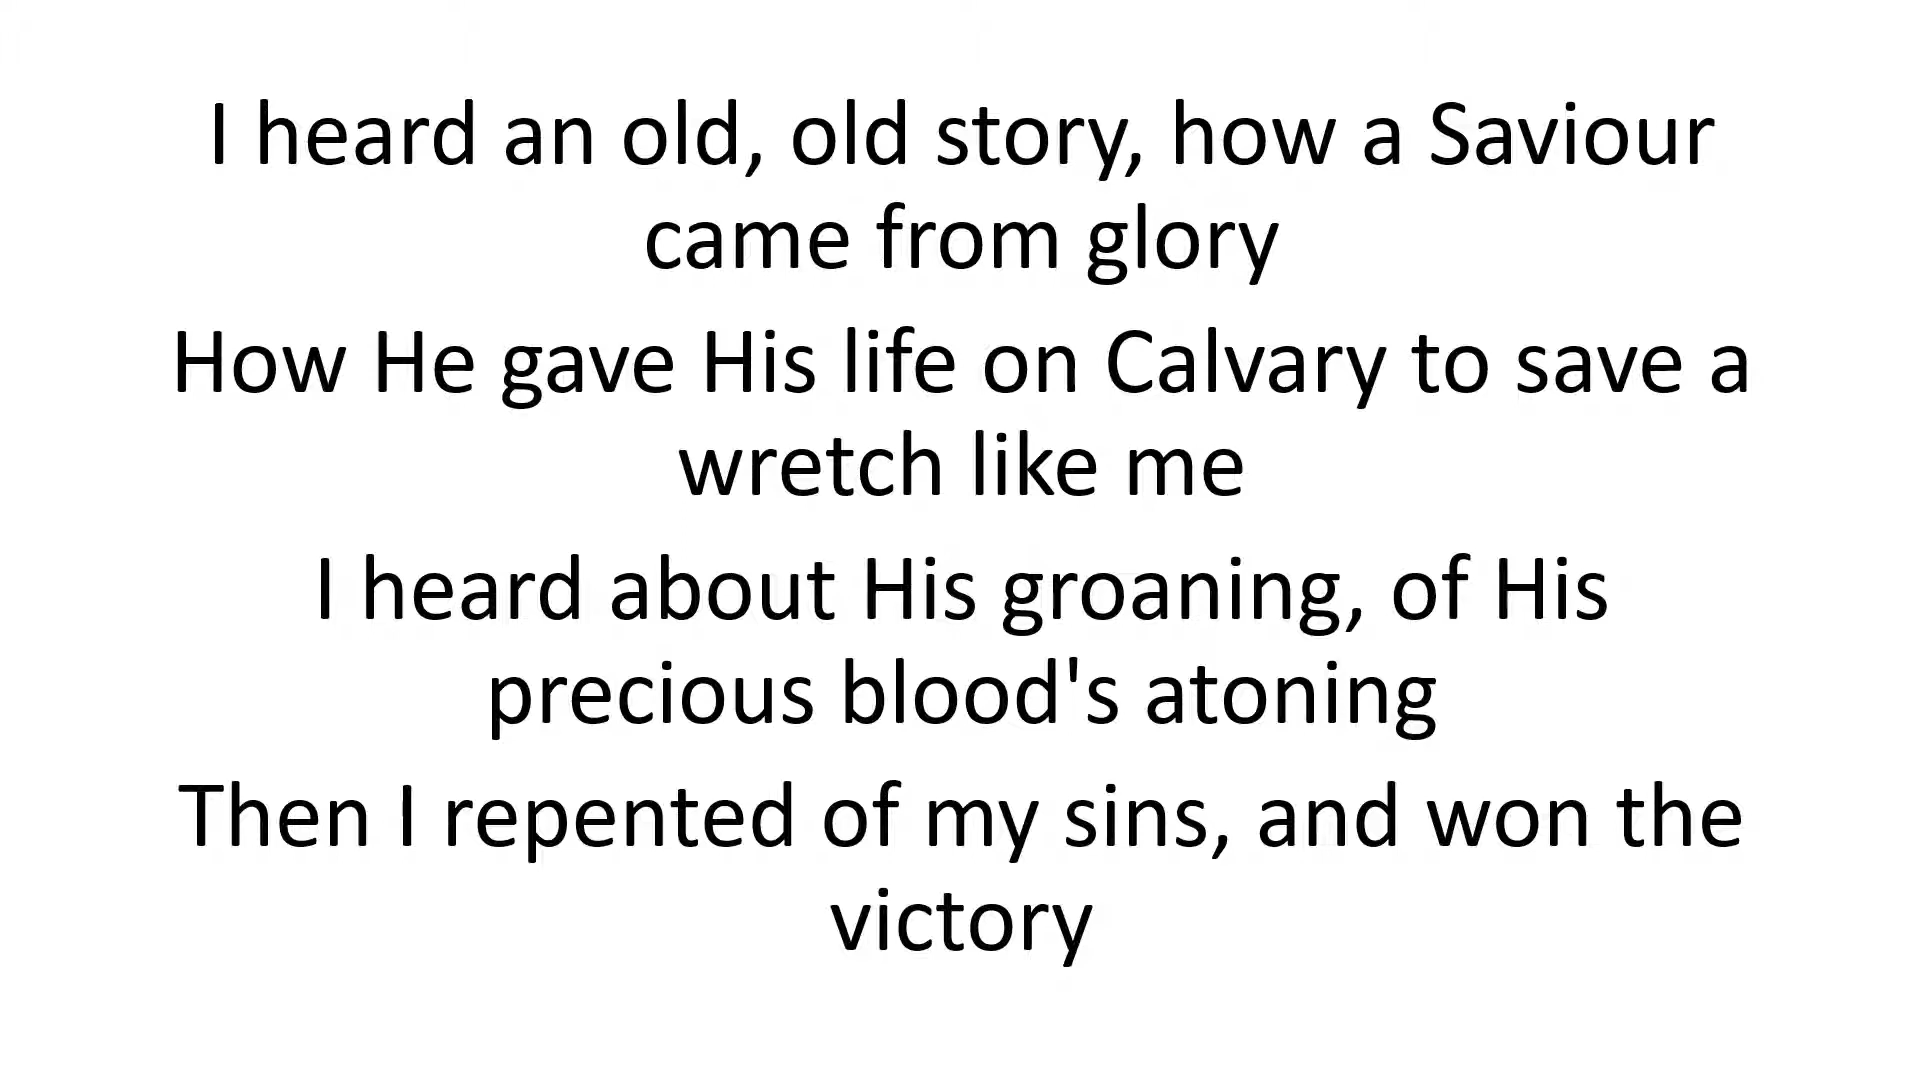 I heard an old, old story, how a Saviour
came from glory
How He gave His life on Calvary to save a
wretch like me
I heard about His groaning, of His
precious blood's atoning
Then I repented of my sins, and won the
victory